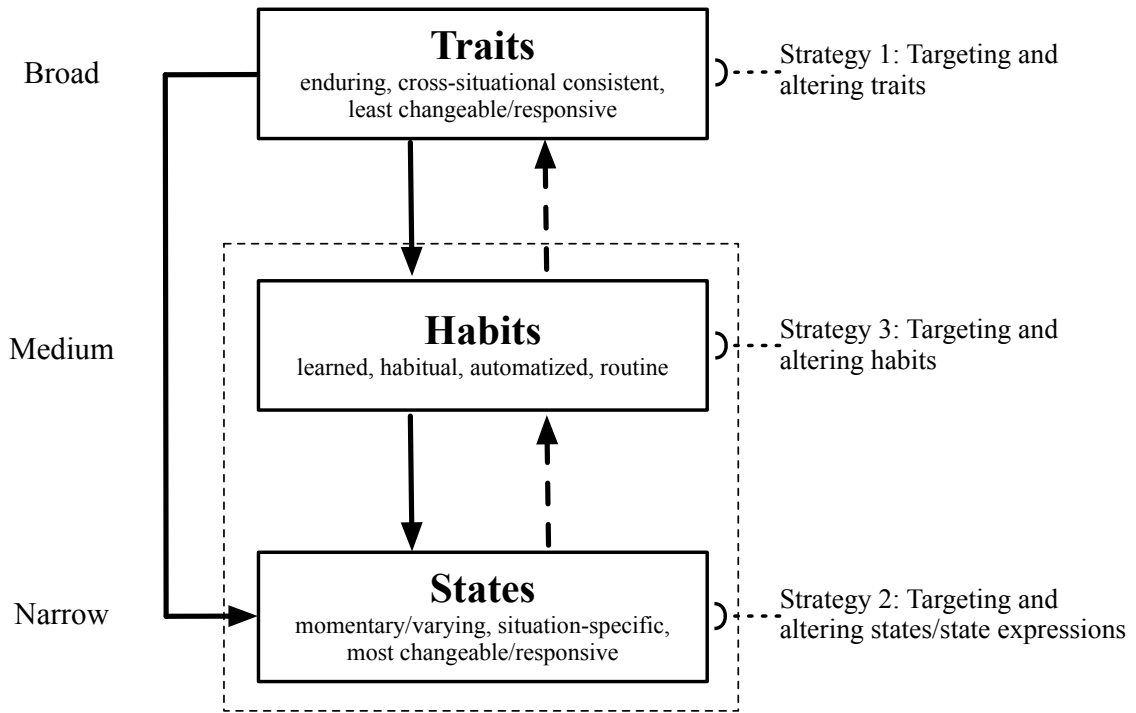 Broad
Traits
enduring, cross-situational consistent,
least changeable/responsive
Strategy 1: Targeting and
altering traits
Medium
Habits
learned, habitual, automatized, routine
Strategy 3: Targeting and
altering habits
Narrow
States
momentary/varying, situation-specific,
most changeable/responsive
Strategy 2: Targeting and
altering states/state expressions